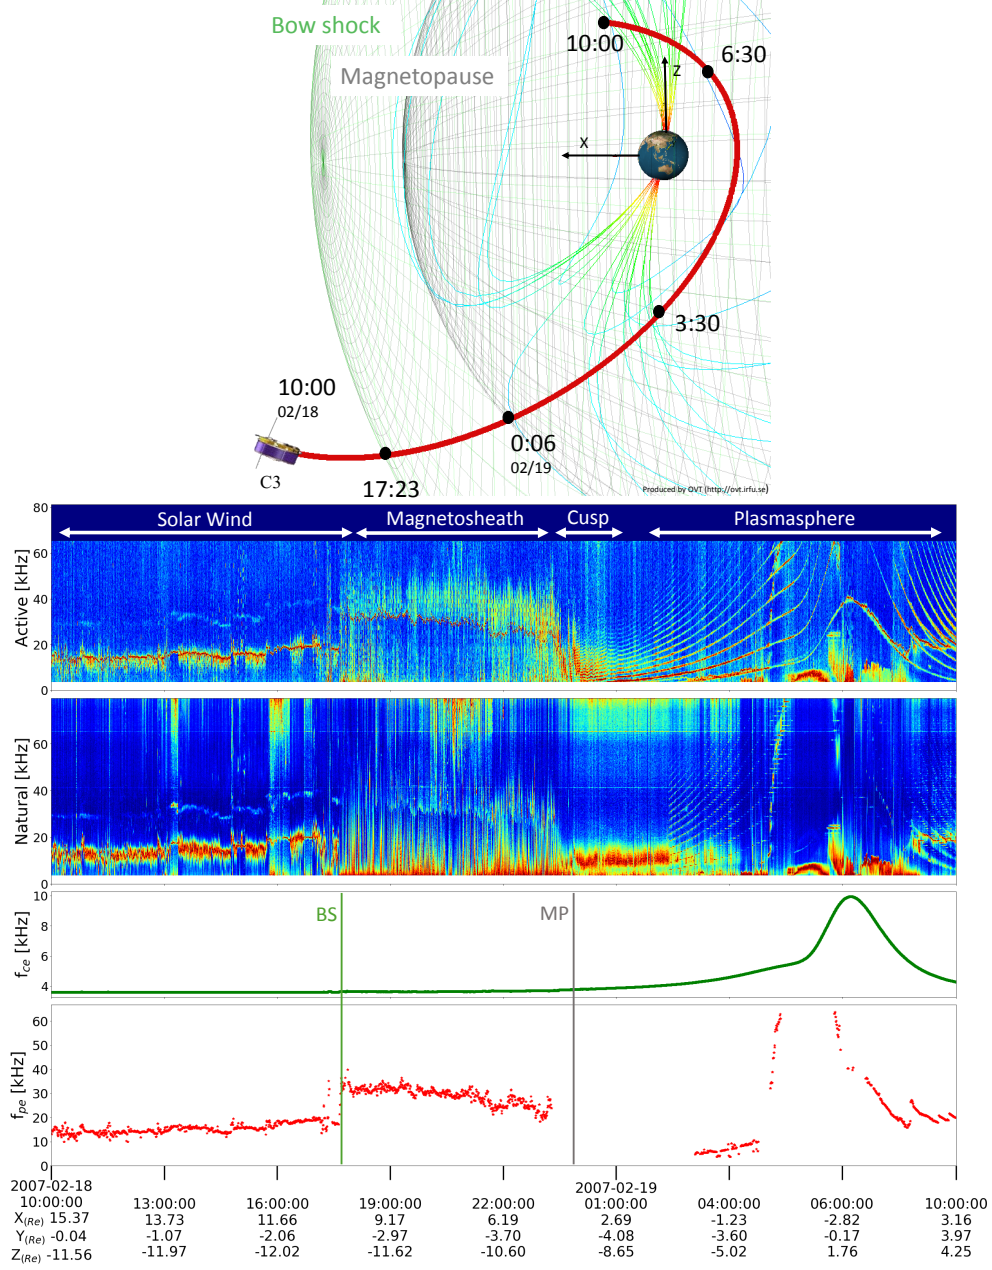 Bow shock
Magnetopause
10:00
6:30
Z
X
3:30
10:00
02/18
0:06
02/19
C3
17:23
Produced by OVT (http://ovt.irfu.se)
Solar Wind Magnetosheath Cusp Plasmasphere
Active [kHz]
80
60
40
20
0
Natural [kHz]
60
40
20
0
f_ce [kHz]
10
8
6
4
BS
MP
f_pe [kHz]
60
50
40
30
20
10
0
2007-02-18 2007-02-19
10:00:00 13:00:00 16:00:00 19:00:00 22:00:00 01:00:00 04:00:00 06:00:00 10:00:00
X(Re) 15.37 13.73 11.66 9.17 6.19 2.69 -1.23 -2.82 3.16
Y(Re) -0.04 -1.07 -2.06 -2.97 -3.70 -4.08 -3.60 -0.17 3.97
Z(Re) -11.56 -11.97 -12.02 -11.62 -10.60 -8.65 -5.02 1.76 4.25